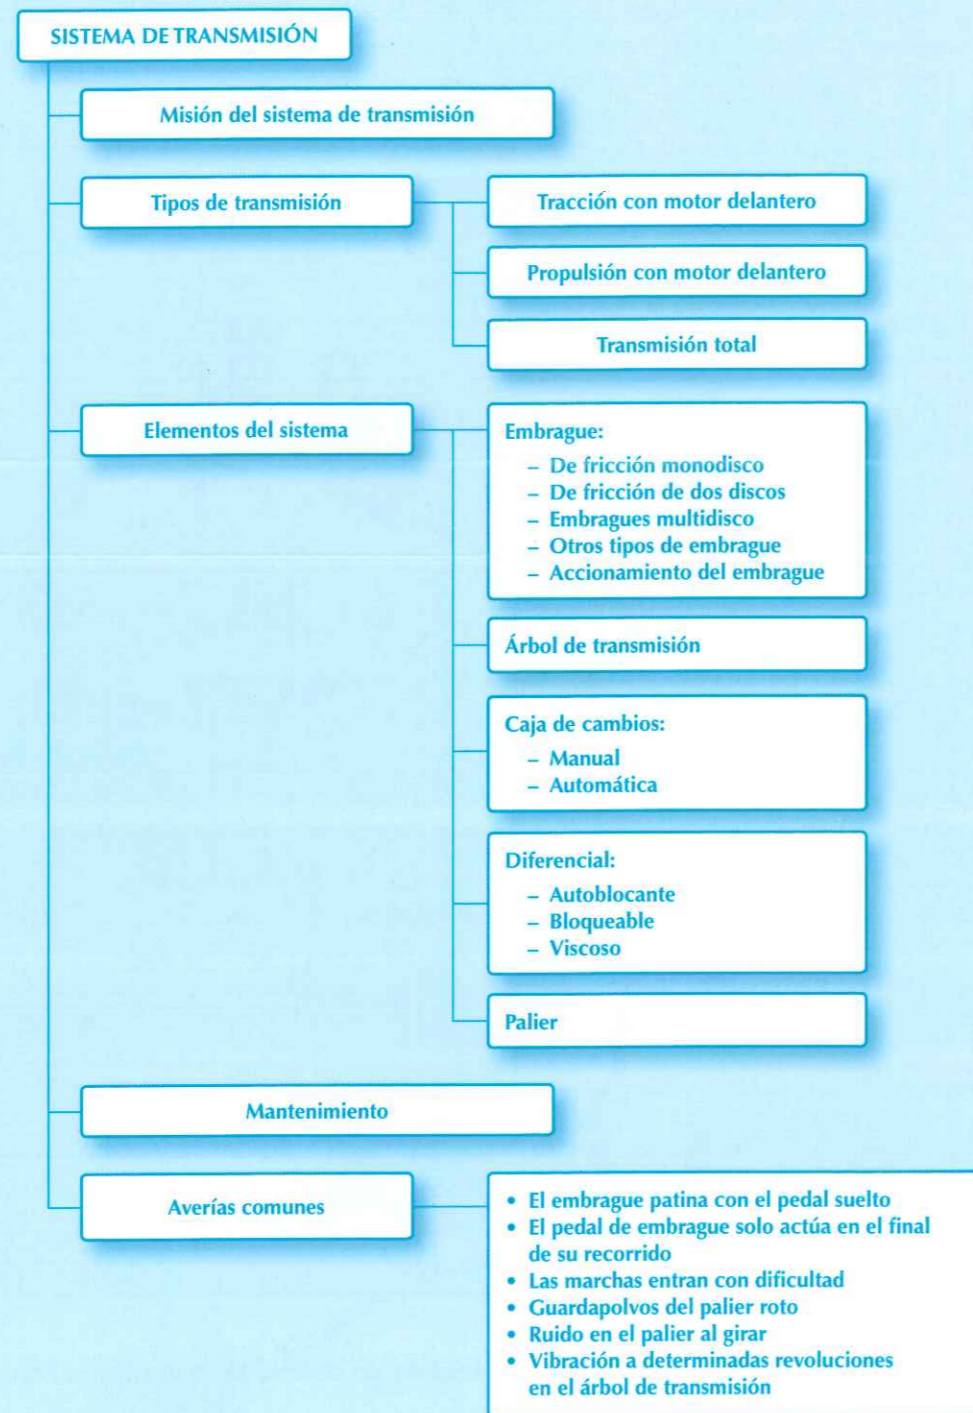 SISTEMA DE TRANSMISIÓN
Misión del sistema de transmisión
Tipos de transmisión
Tracción con motor delantero
Propulsión con motor delantero
Transmisión total
Elementos del sistema
Embrague:
– De fricción monodisco
– De fricción de dos discos
– Embragues multidisco
– Otros tipos de embrague
– Accionamiento del embrague
Árbol de transmisión
Caja de cambios:
– Manual
– Automática
Diferencial:
– Autoblocante
– Bloqueable
– Viscoso
Palier
Mantenimiento
Averías comunes
• El embrague patina con el pedal suelto
• El pedal de embrague solo actúa en el final
de su recorrido
• Las marchas entran con dificultad
• Guardapolvos del palier roto
• Ruido en el palier al girar
• Vibración a determinadas revoluciones
en el árbol de transmisión